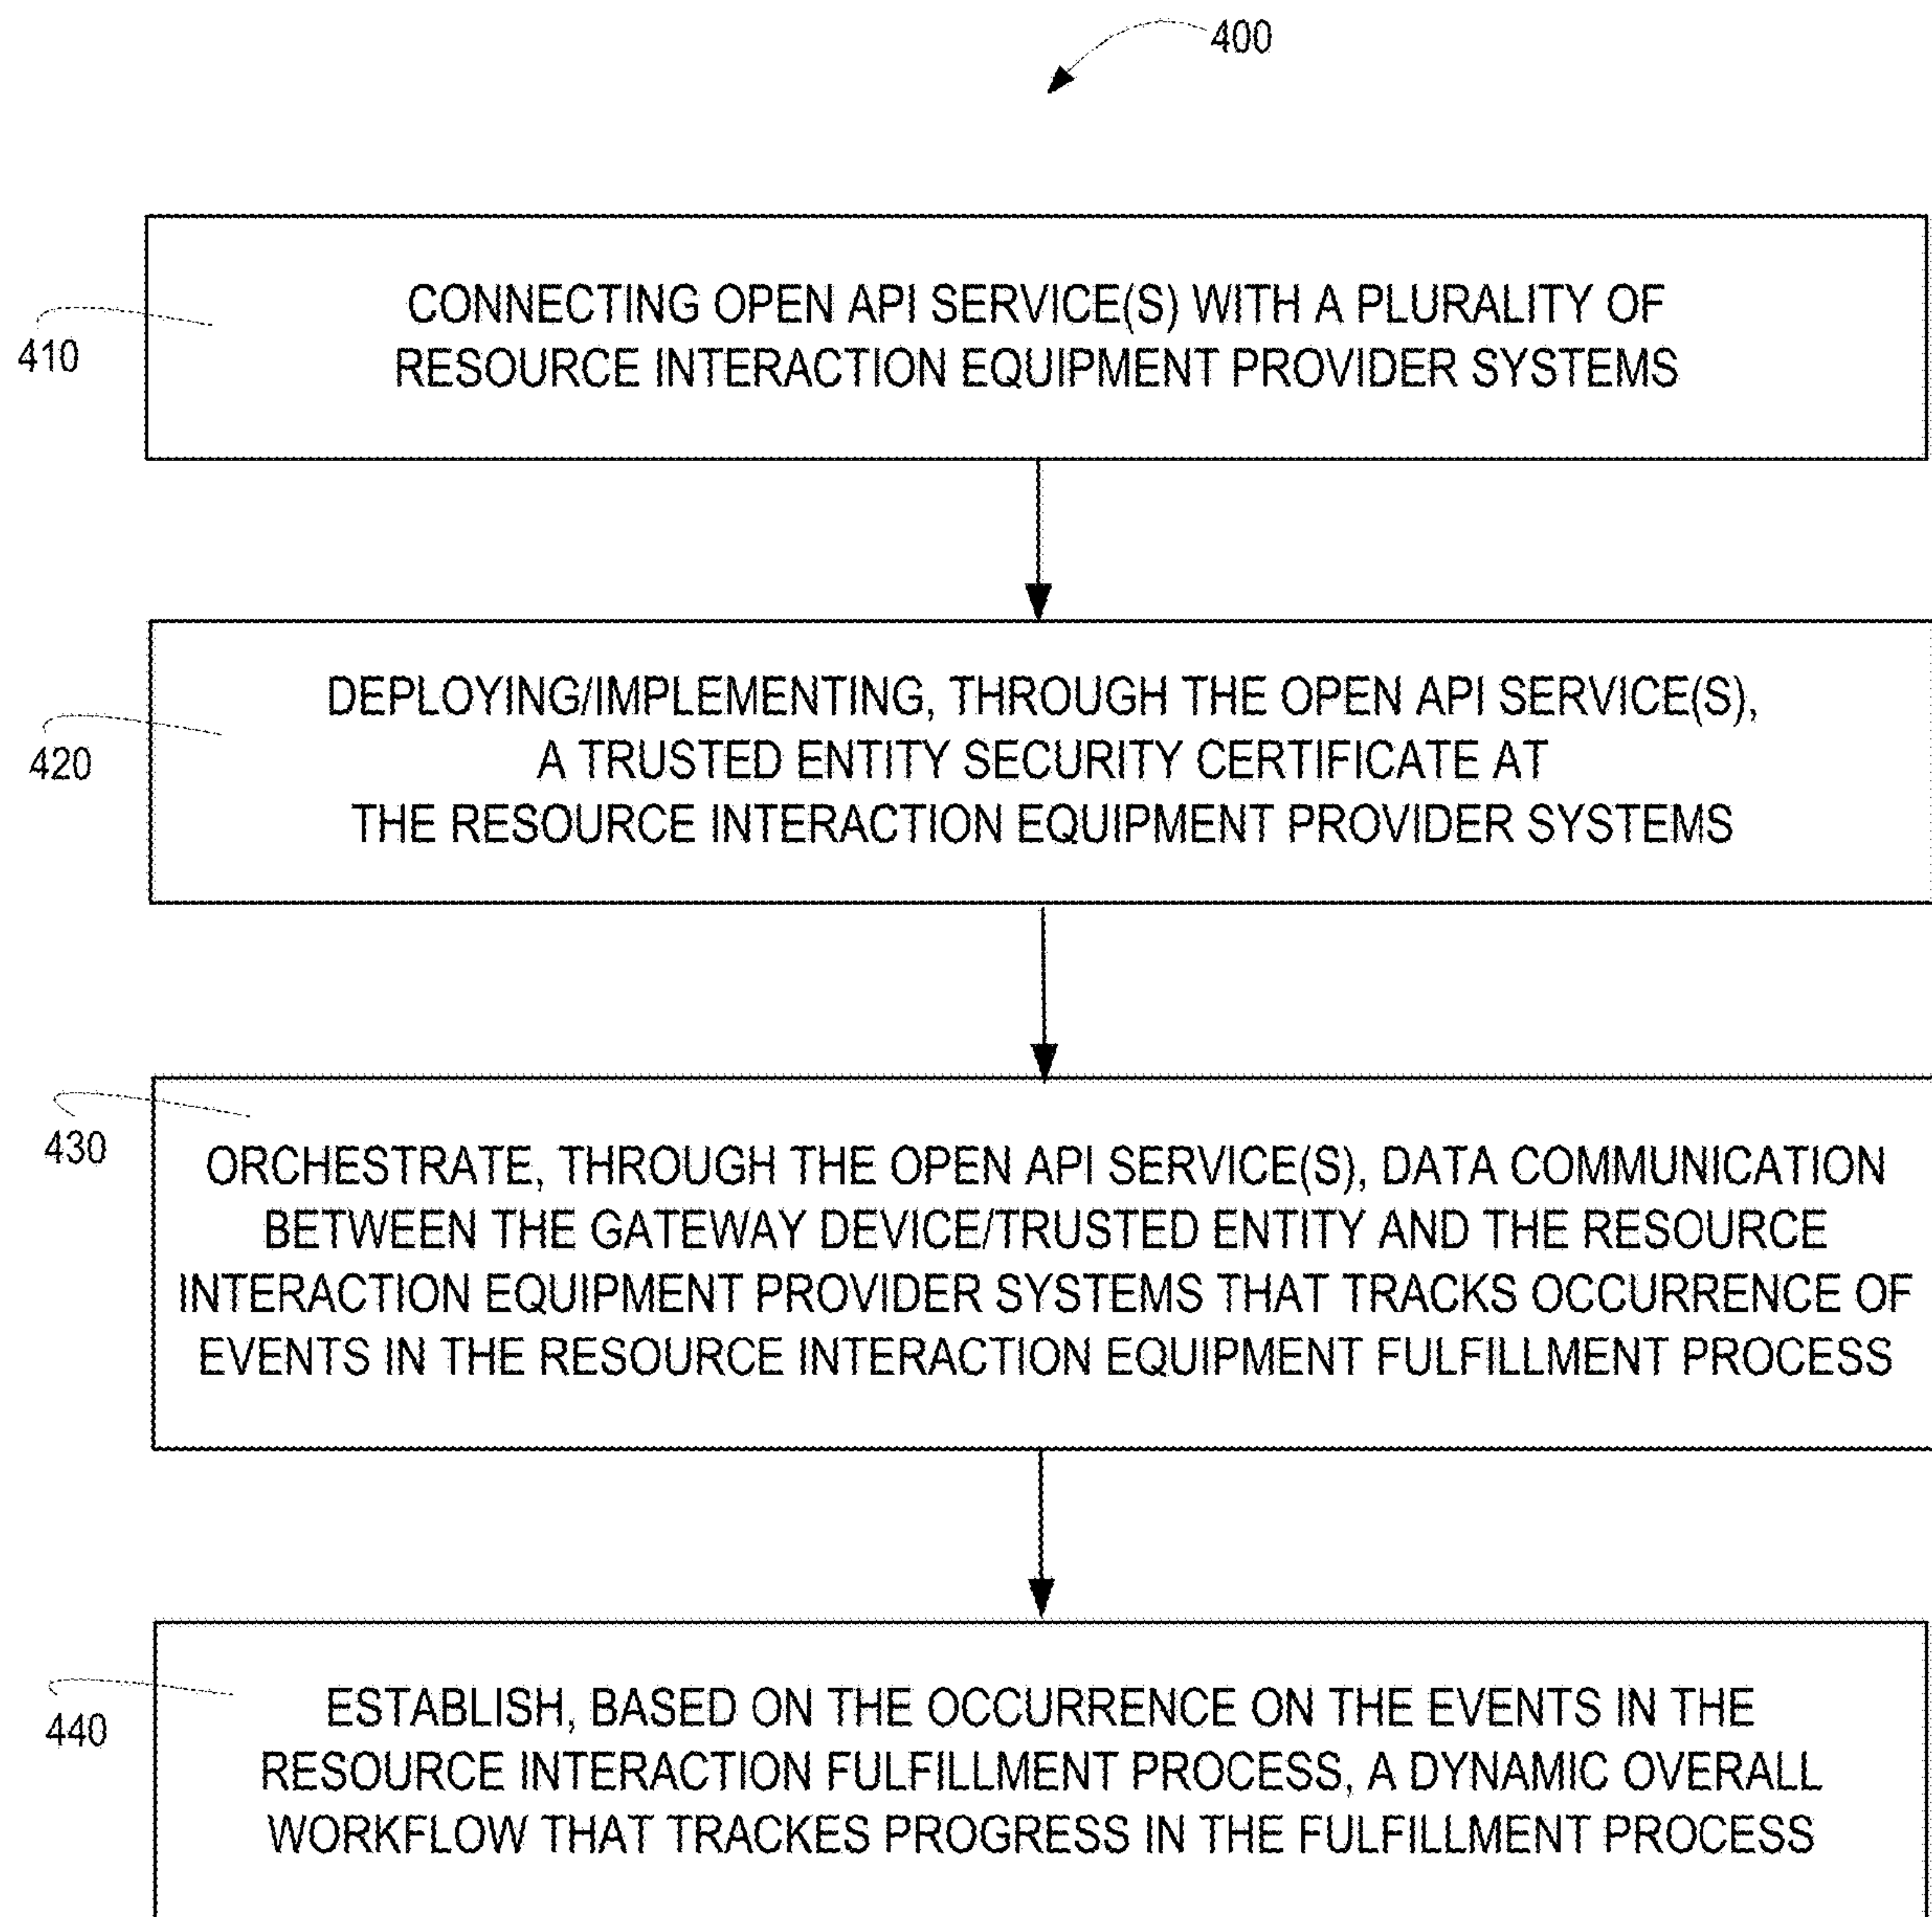 400
CONNECTING OPEN API SERVICE(S) WITH A PLURALITY OF
RESOURCE INTERACTION EQUIPMENT PROVIDER SYSTEMS
410
DEPLOYING/IMPLEMENTING, THROUGH THE OPEN API SERVICE(S),
A TRUSTED ENTITY SECURITY CERTIFICATE AT
THE RESOURCE INTERACTION EQUIPMENT PROVIDER SYSTEMS
420
ORCHESTRATE, THROUGH THE OPEN API SERVICE(S), DATA COMMUNICATION
BETWEEN THE GATEWAY DEVICE/TRUSTED ENTITY AND THE RESOURCE
INTERACTION EQUIPMENT PROVIDER SYSTEMS THAT TRACKS OCCURRENCE OF
EVENTS IN THE RESOURCE INTERACTION EQUIPMENT FULFILLMENT PROCESS
430
ESTABLISH, BASED ON THE OCCURRENCE ON THE EVENTS IN THE
RESOURCE INTERACTION FULFILLMENT PROCESS, A DYNAMIC OVERALL
WORKFLOW THAT TRACKES PROGRESS IN THE FULFILLMENT PROCESS
440